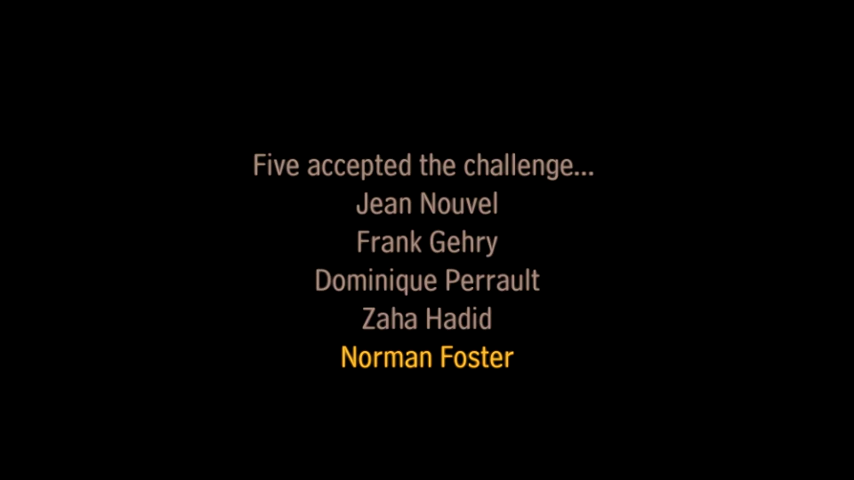 Five accepted the challenge...
Jean Nouvel
Frank Gehry
Dominique Perrault
Zaha Hadid
Norman Foster